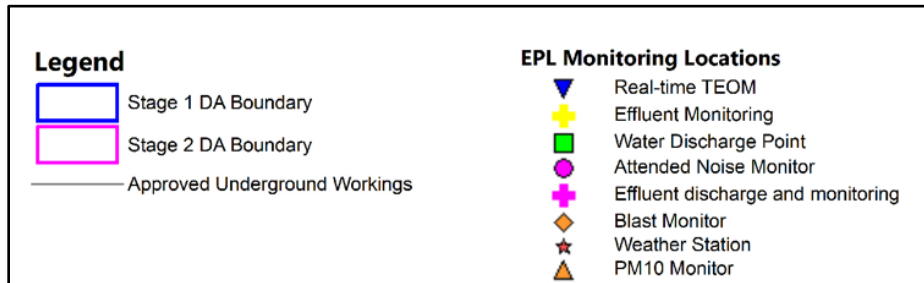 Legend
Stage 1 DA Boundary
Stage 2 DA Boundary
Approved Underground Workings
EPL Monitoring Locations
Real-time TEOM
Effluent Monitoring
Water Discharge Point
Attended Noise Monitor
Effluent discharge and monitoring
Blast Monitor
Weather Station
PM10 Monitor